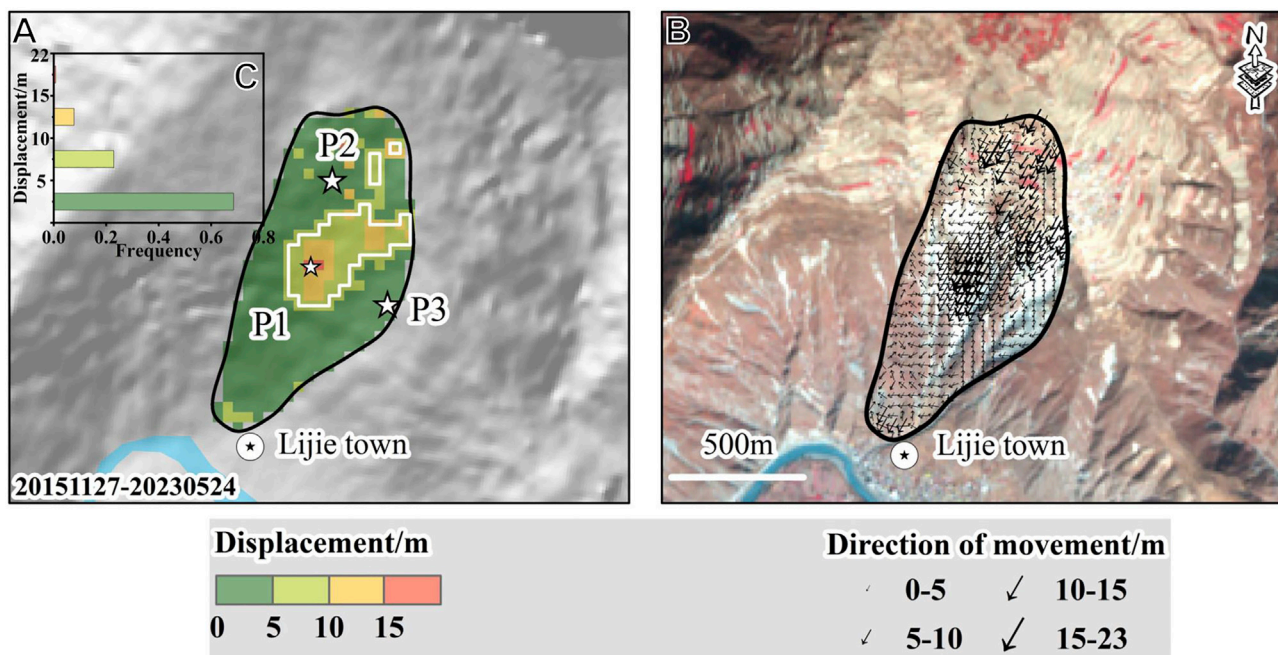 A
C
22
15
10
5
Displacement/m
0.0 0.2 0.4 0.6 0.8
Frequency
P2
P1
P3
Lijie town
20151127-20230524
B
N
500m
Lijie town
Displacement/m
0 5 10 15
Direction of movement/m
0-5 10-15
5-10 15-23